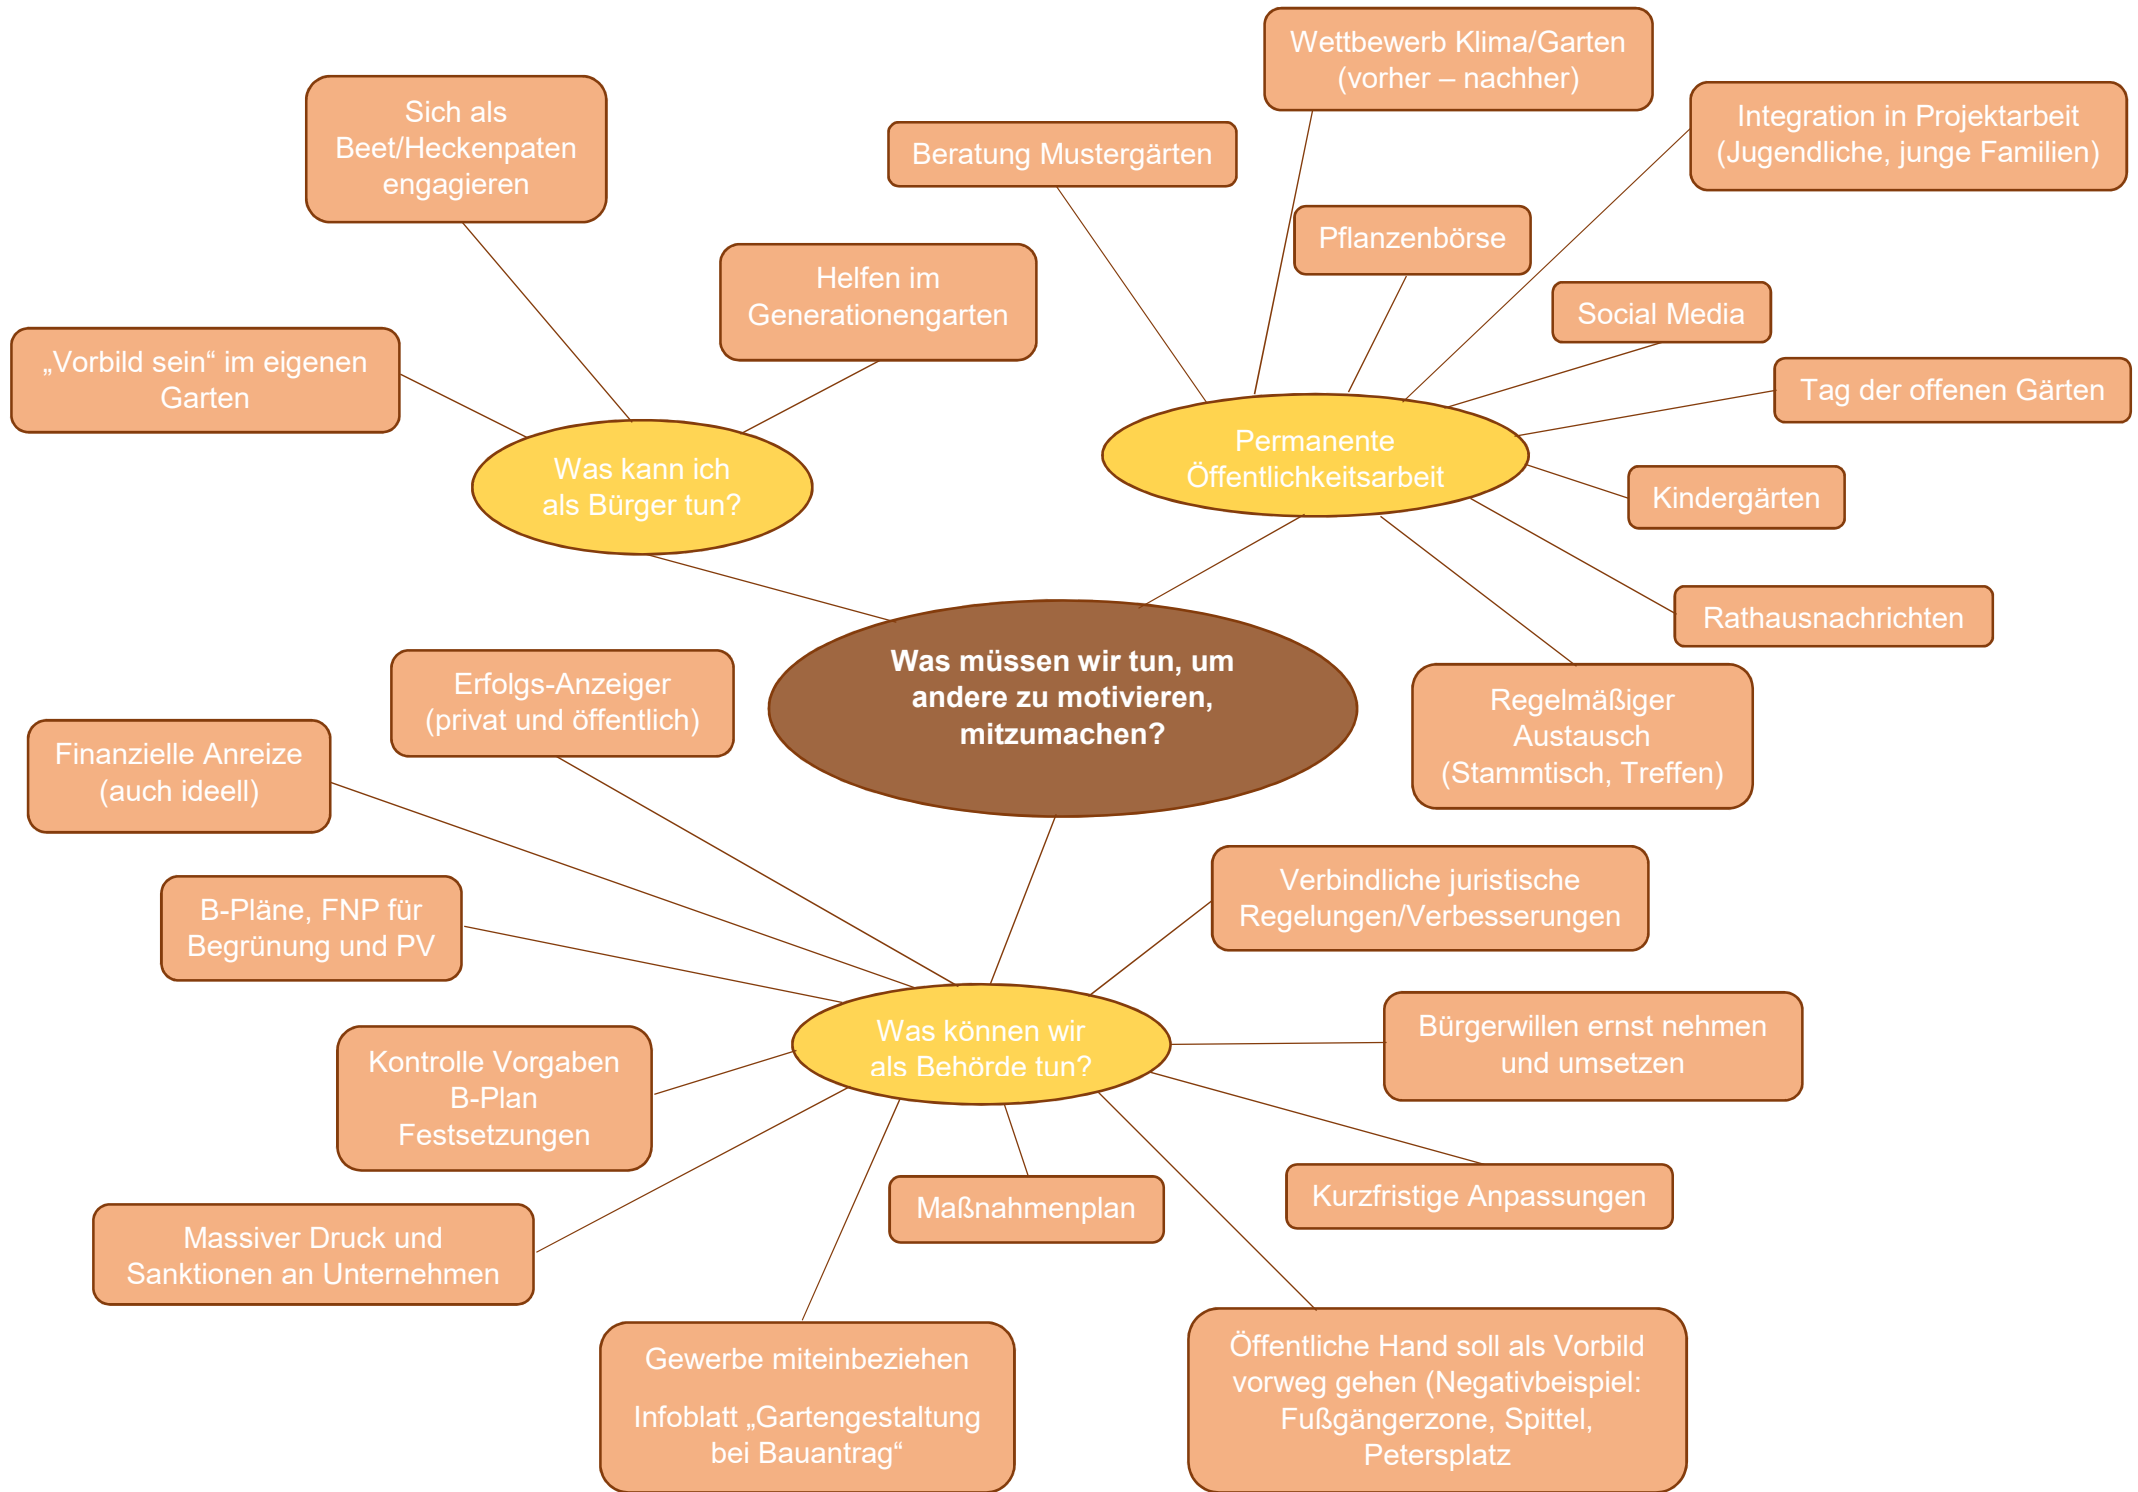 Wettbewerb Klima/Garten
(vorher – nachher)
Sich als
Beet/Heckenpaten
engagieren
Beratung Mustergärten
Integration in Projektarbeit
(Jugendliche, junge Familien)
Pflanzenbörse
Helfen im
Generationengarten
Social Media
„Vorbild sein“ im eigenen
Garten
Tag der offenen Gärten
Was kann ich
als Bürger tun?
Permanente
Öffentlichkeitsarbeit
Kindergärten
Rathausnachrichten
Was müssen wir tun, um
andere zu motivieren,
mitzumachen?
Erfolgs-Anzeiger
(privat und öffentlich)
Regelmäßiger
Austausch
(Stammtisch, Treffen)
Finanzielle Anreize
(auch ideell)
B-Pläne, FNP für
Begrünung und PV
Verbindliche juristische
Regelungen/Verbesserungen
Was können wir
als Behörde tun?
Bürgerwillen ernst nehmen
und umsetzen
Kontrolle Vorgaben
B-Plan
Festsetzungen
Maßnahmenplan
Kurzfristige Anpassungen
Massiver Druck und
Sanktionen an Unternehmen
Gewerbe miteinbeziehen
Infoblatt „Gartengestaltung
bei Bauantrag“
Öffentliche Hand soll als Vorbild
vorweg gehen (Negativbeispiel:
Fußgängerzone, Spittel,
Petersplatz